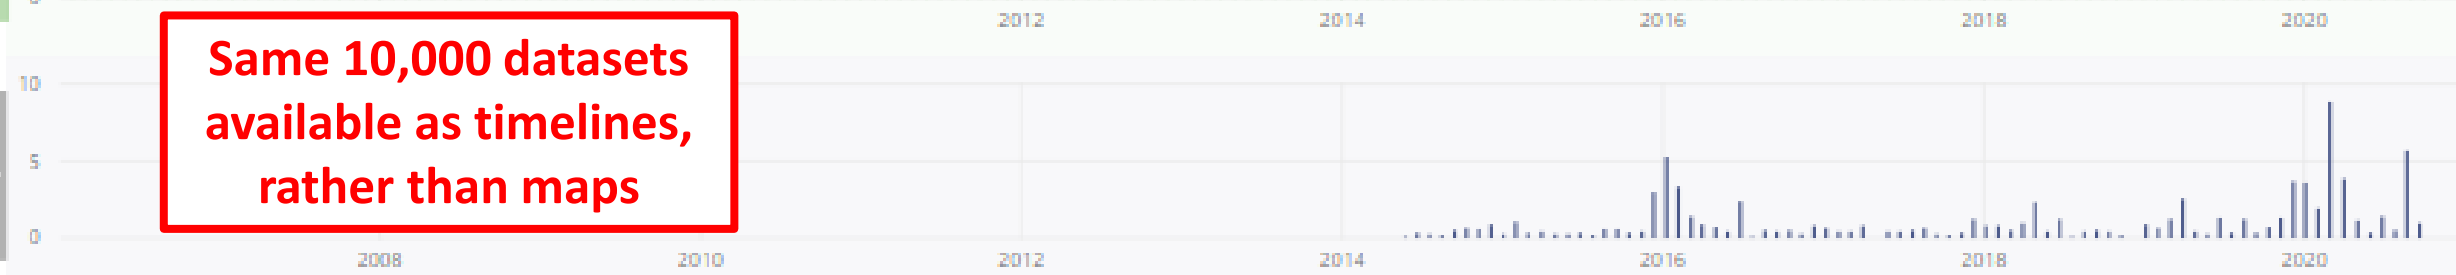 2012 2014 2016 2018 2020
Same 10,000 datasets
available as timelines,
rather than maps
10
5
0
2008 2010 2012 2014 2016 2018 2020